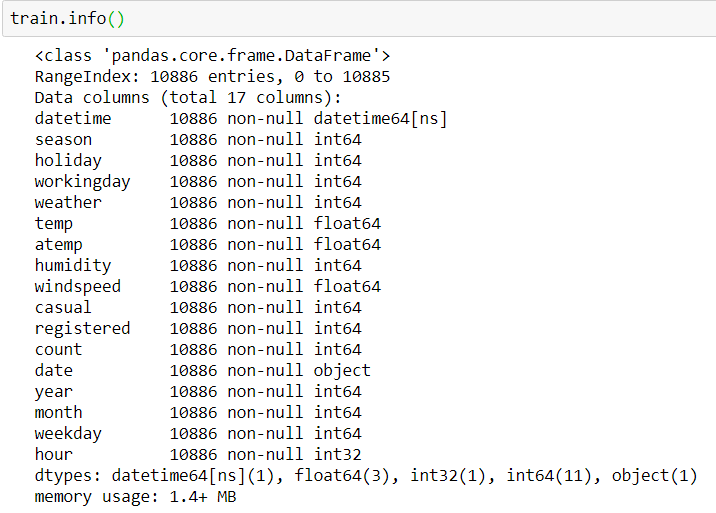 train.info()
<class 'pandas.core.frame.DataFrame'>
RangeIndex: 10886 entries, 0 to 10885
Data columns (total 17 columns):
datetime      10886 non-null datetime64[ns]
season        10886 non-null int64
holiday       10886 non-null int64
workingday    10886 non-null int64
weather       10886 non-null int64
temp          10886 non-null float64
atemp         10886 non-null float64
humidity      10886 non-null int64
windspeed     10886 non-null float64
casual        10886 non-null int64
registered    10886 non-null int64
count         10886 non-null int64
date          10886 non-null object
year          10886 non-null int64
month         10886 non-null int64
weekday       10886 non-null int64
hour          10886 non-null int32
dtypes: datetime64[ns](1), float64(3), int32(1), int64(11), object(1)
memory usage: 1.4+ MB